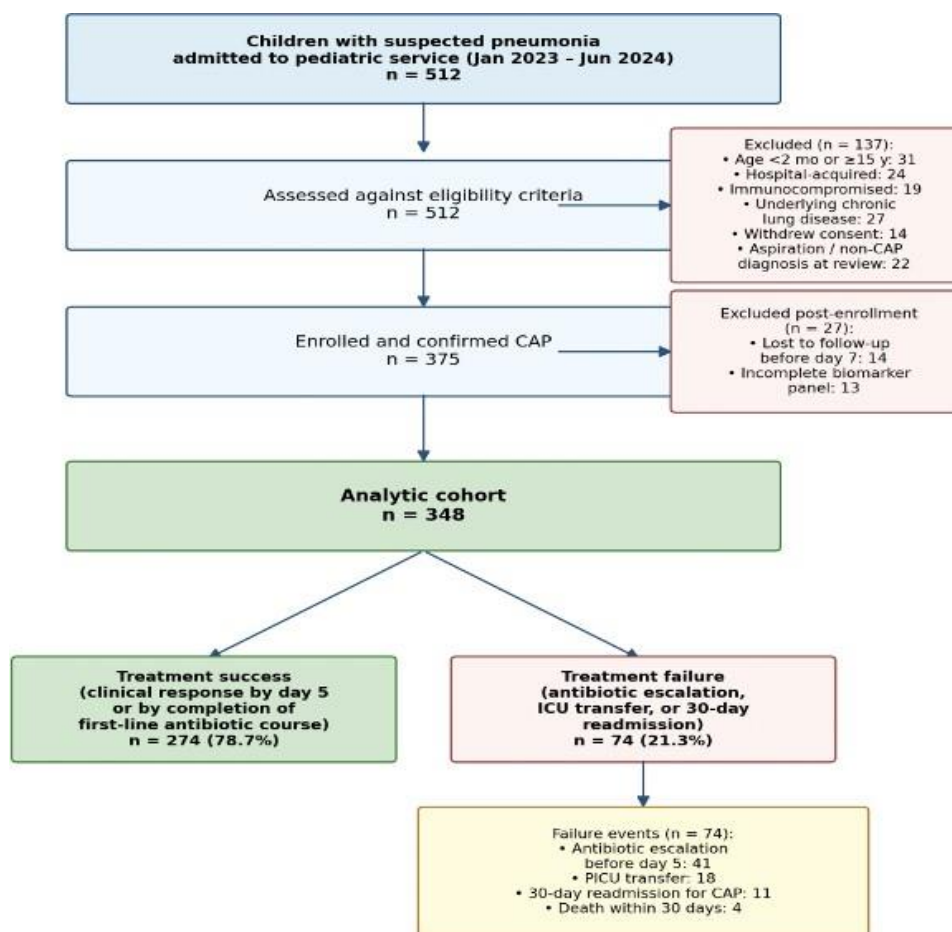 Children with suspected pneumonia
admitted to pediatric service (Jan 2023 – Jun 2024)
n = 512
Assessed against eligibility criteria
n = 512
Excluded (n = 137):
• Age <2 mo or ≥15 y: 31
• Hospital-acquired: 24
• Immunocompromised: 19
• Underlying chronic
lung disease: 27
• Withdrew consent: 14
• Aspiration / non-CAP
diagnosis at review: 22
Enrolled and confirmed CAP
n = 375
Excluded post-enrollment
(n = 27):
• Lost to follow-up
before day 7: 14
• Incomplete biomarker
panel: 13
Analytic cohort
n = 348
Treatment success
(clinical response by day 5
or by completion of
first-line antibiotic course)
n = 274 (78.7%)
Treatment failure
(antibiotic escalation,
ICU transfer, or 30-day
readmission)
n = 74 (21.3%)
Failure events (n = 74):
• Antibiotic escalation
before day 5: 41
• PICU transfer: 18
• 30-day readmission for CAP: 11
• Death within 30 days: 4